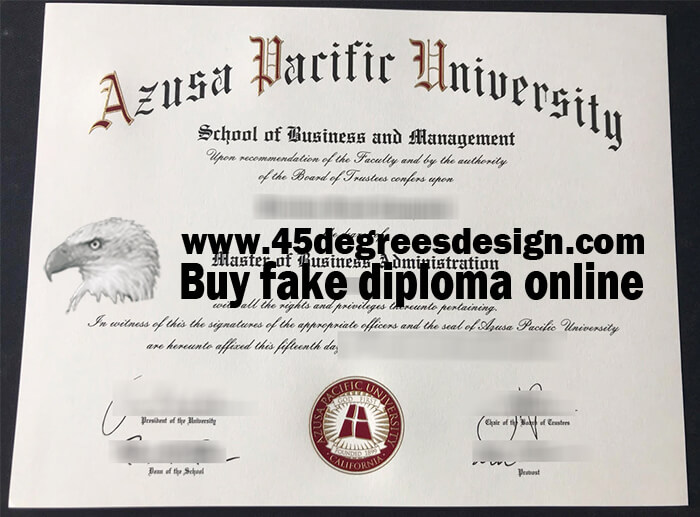 Azusa Pacific University
School of Business and Management
Upon recommendation of the Faculty and by the authority
of the Board of Trustees confers upon
www.45degreesdesign.com
Master of Business Administration
Buy fake diploma online
with all the rights and privileges thereunto pertaining.
In witness of this the signatures of the appropriate officers and the seal of Azusa Pacific University
are hereunto affixed this fifteenth
President of the University
Chair of the Board of Trustees
Dean of the School
Provost
AZUSA PACIFIC UNIVERSITY
GOD FIRST
FOUNDED 1899
CALIFORNIA